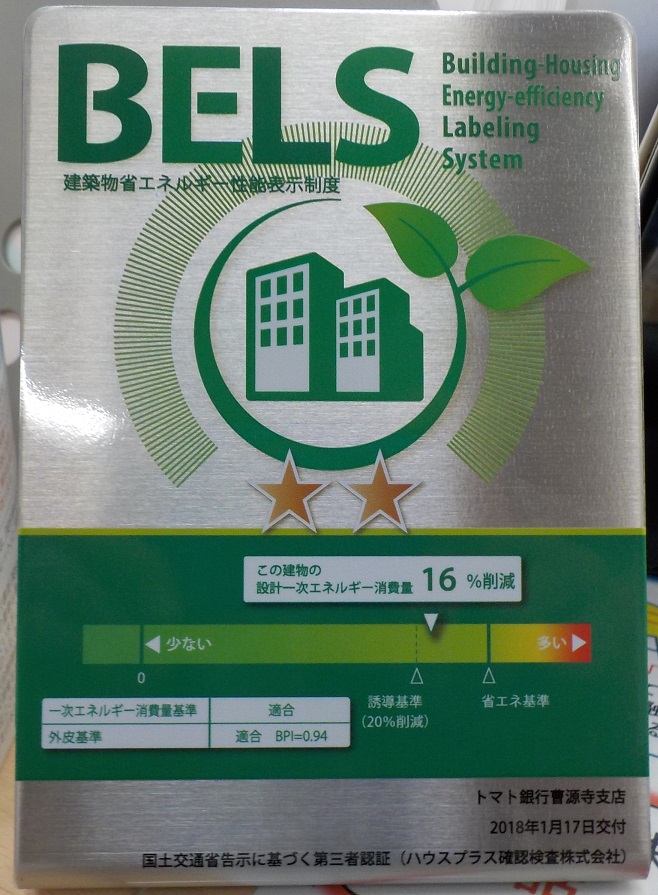 BELS
Building-Housing
Energy-efficiency
Labeling
System
建築物省エネルギー性能表示制度
この建物の
設計一次エネルギー消費量 16 %削減
少ない
多い
0
誘導基準
(20%削減)
省エネ基準
一次エネルギー消費量基準 適合
外皮基準 適合 BPI=0.94
トマト銀行曹源寺支店
2018年1月17日交付
国土交通省告示に基づく第三者認証（ハウスプラス確認検査株式会社）